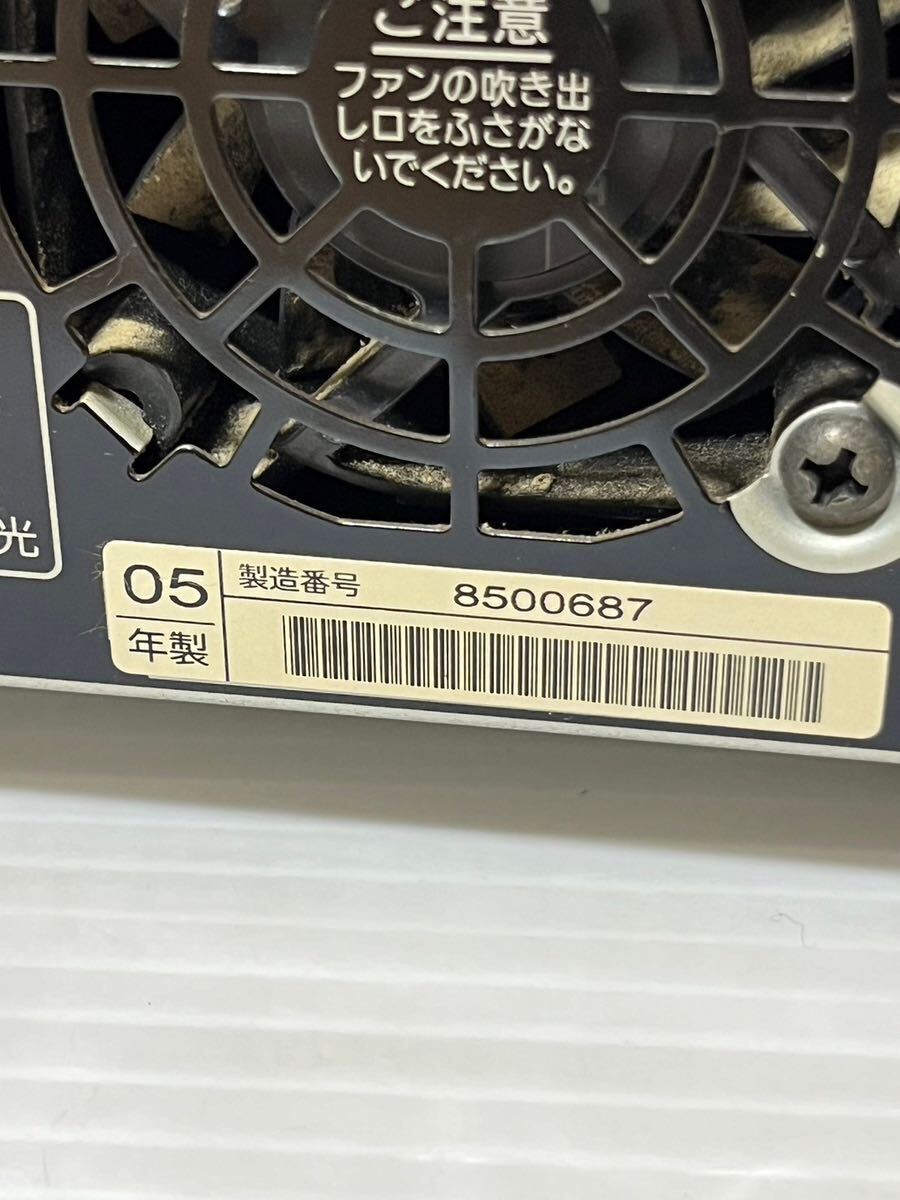 ご注意
ファンの吹き出
し口をふさがな
いでください。
光
05
年製
製造番号 8500687